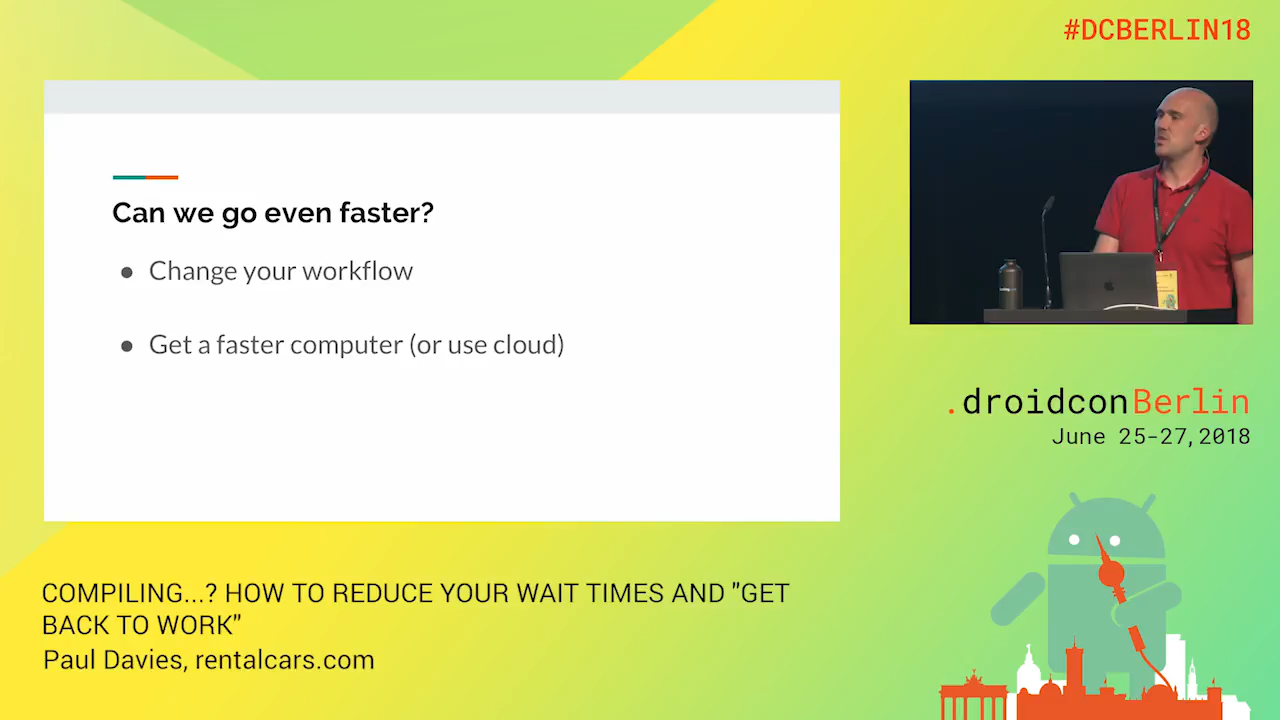 #DCBERLIN18
Can we go even faster?
● Change your workflow
● Get a faster computer (or use cloud)
.droidconBerlin
June 25-27,2018
COMPILING...? HOW TO REDUCE YOUR WAIT TIMES AND "GET
BACK TO WORK"
Paul Davies, rentalcars.com